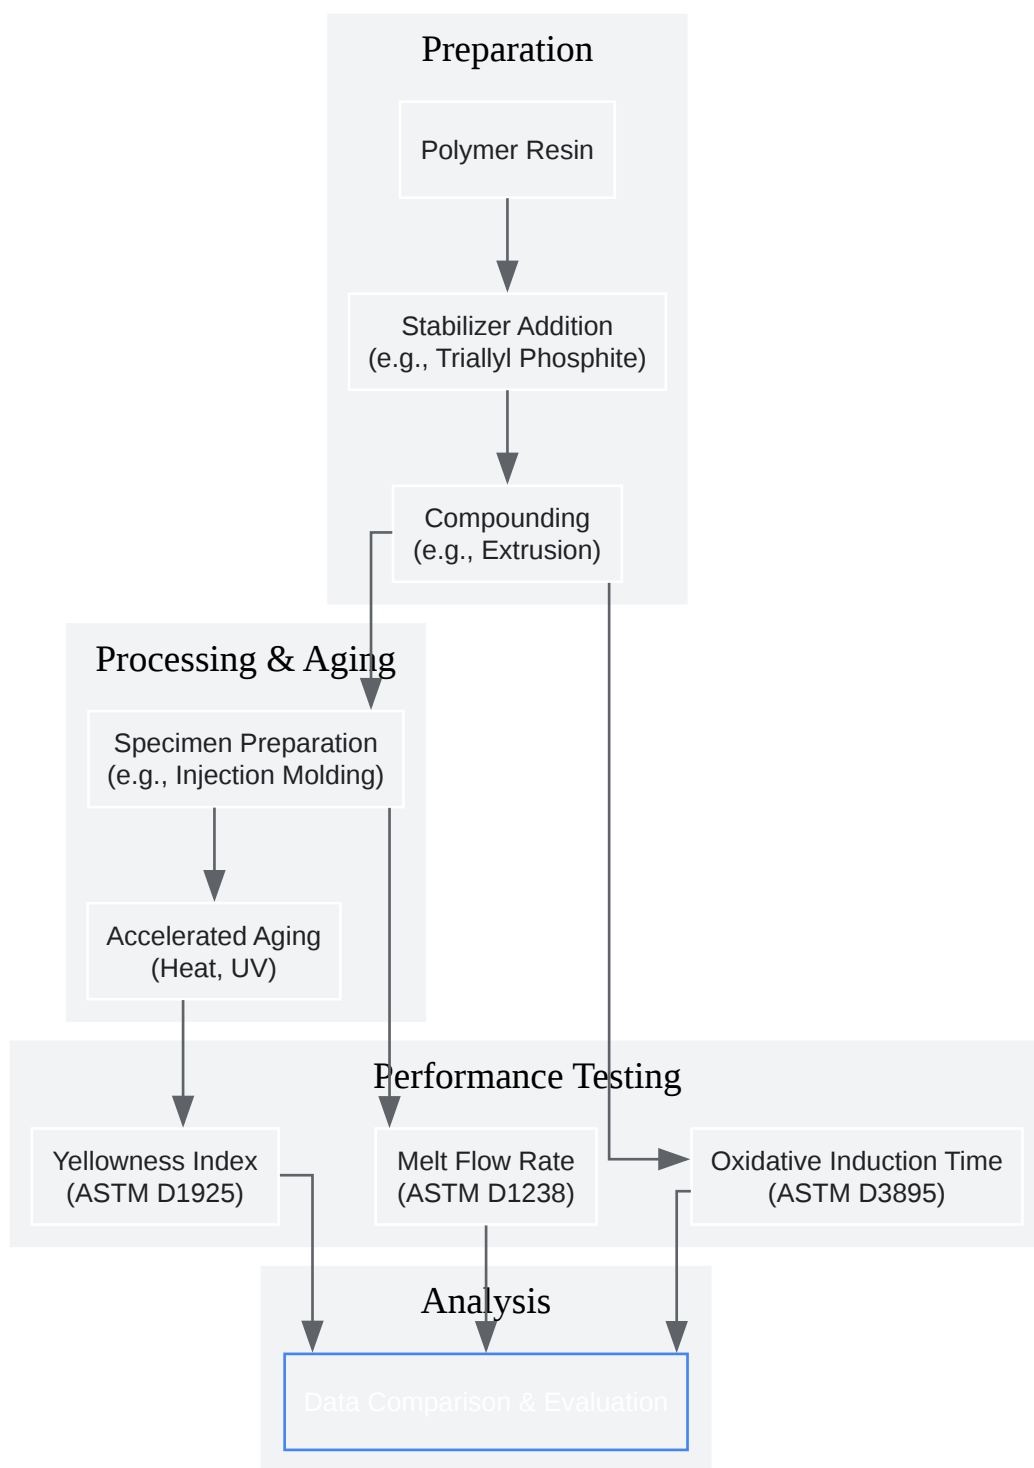 Preparation
Polymer Resin
Stabilizer Addition
(e.g., Triallyl Phosphite)
Compounding
(e.g., Extrusion)
Processing & Aging
Specimen Preparation
(e.g., Injection Molding)
Accelerated Aging
(Heat, UV)
Performance Testing
Yellowness Index
(ASTM D1925)
Melt Flow Rate
(ASTM D1238)
Oxidative Induction Time
(ASTM D3895)
Analysis
Data Comparison & Evaluation